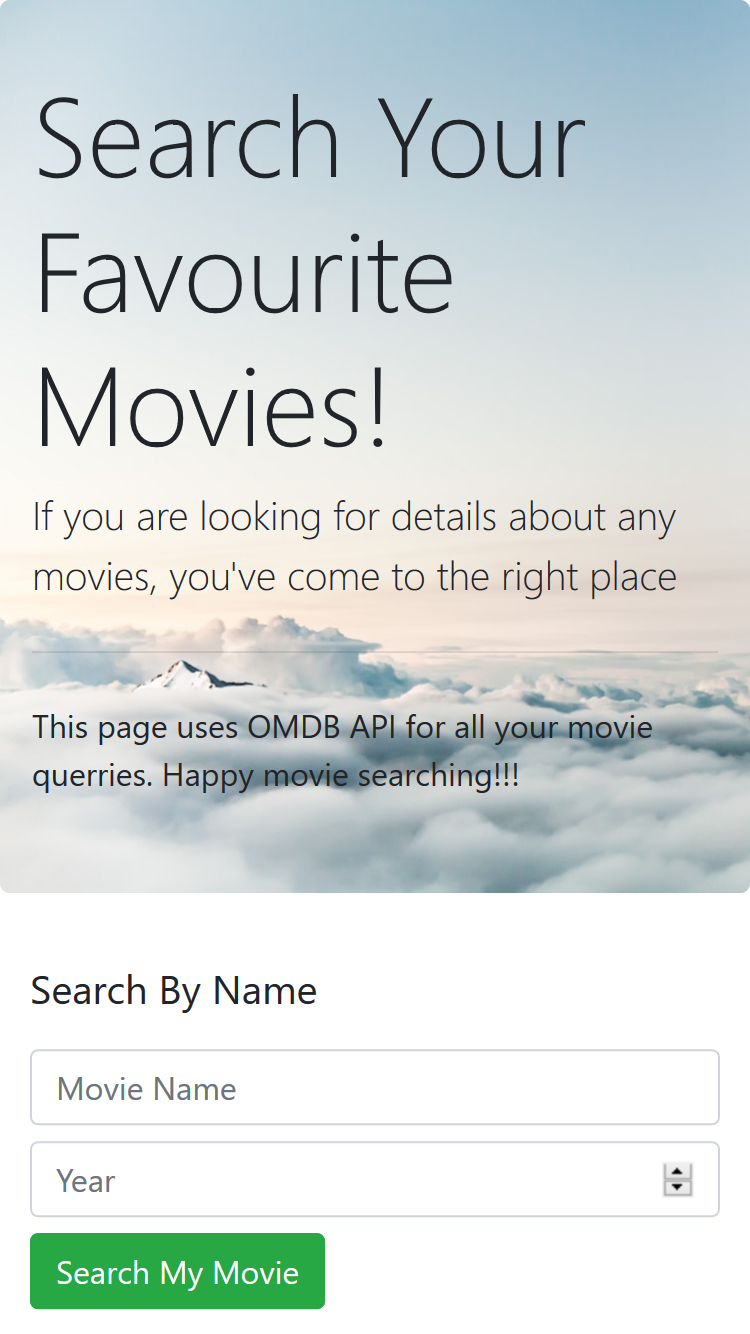 Search Your
Favourite
Movies!
If you are looking for details about any
movies, you've come to the right place
This page uses OMDB API for all your movie
querries. Happy movie searching!!!
Search By Name
Movie Name
Year
Search My Movie